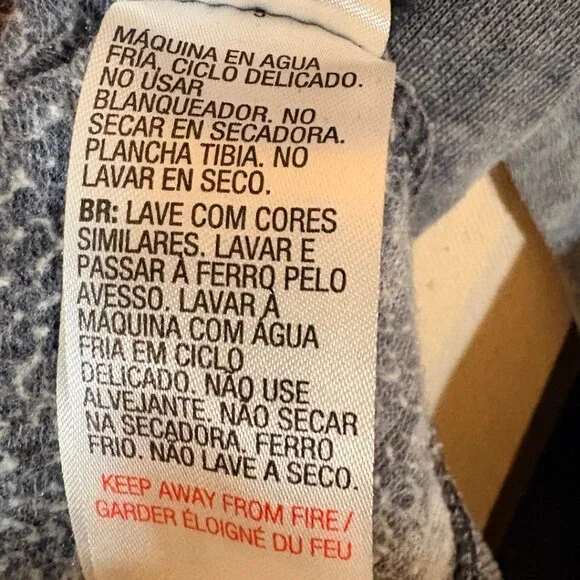 MÁQUINA EN AGUA
FRÍA, CICLO DELICADO.
NO USAR
BLANQUEADOR. NO
SECAR EN SECADORA.
PLANCHA TIBIA. NO
LAVAR EN SECO.
BR: LAVE COM CORES
SIMILARES. LAVAR E
PASSAR À FERRO PELO
AVESSO. LAVAR À
MÁQUINA COM ÁGUA
FRIA EM CICLO
DELICADO. NÃO USE
ALVEJANTE. NÃO SECAR
NA SECADORA. FERRO
FRIO. NÃO LAVE A SECO.
KEEP AWAY FROM FIRE/
GARDER ÉLOIGNÉ DU FEU